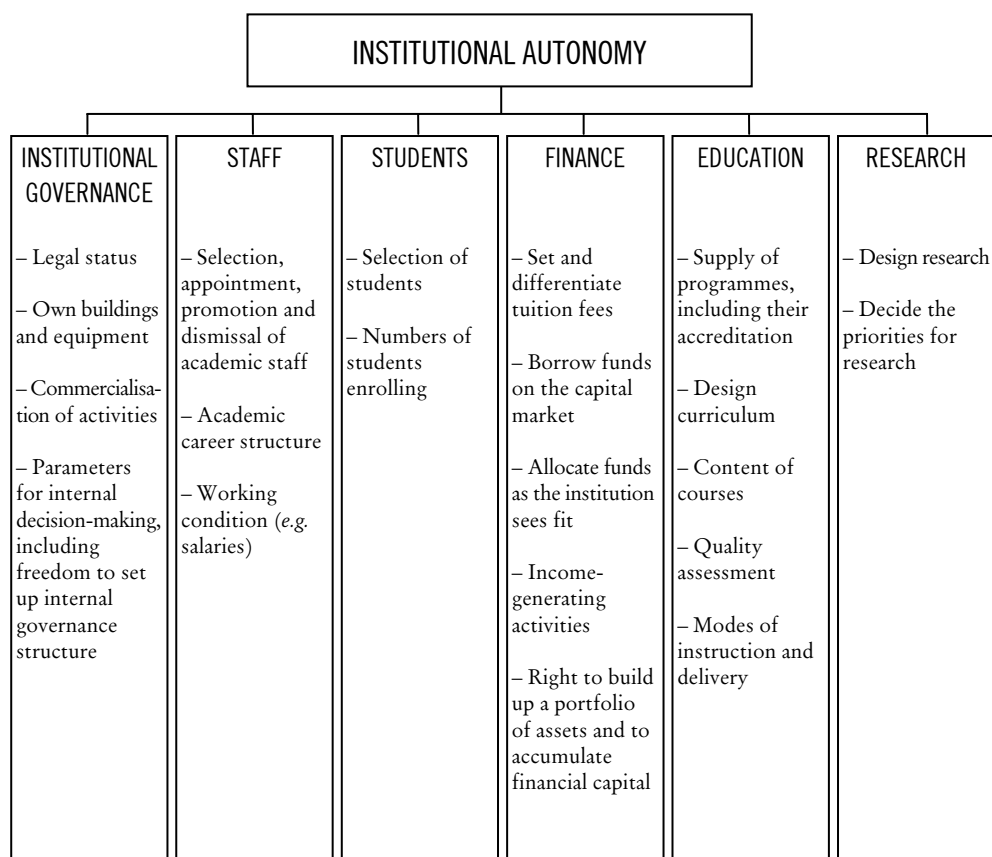 INSTITUTIONAL AUTONOMY
INSTITUTIONAL
GOVERNANCE
– Legal status
– Own buildings
and equipment
– Commercialisa-
tion of activities
– Parameters
for internal
decision-making,
including
freedom to set
up internal
governance
structure
STAFF
– Selection,
appointment,
promotion and
dismissal of
academic staff
– Academic
career structure
– Working
condition (e.g.
salaries)
STUDENTS
– Selection of
students
– Numbers of
students
enrolling
FINANCE
– Set and
differentiate
tuition fees
– Borrow funds
on the capital
market
– Allocate funds
as the institution
sees fit
– Income-
generating
activities
– Right to build
up a portfolio
of assets and to
accumulate
financial capital
EDUCATION
– Supply of
programmes,
including their
accreditation
– Design
curriculum
– Content of
courses
– Quality
assessment
– Modes of
instruction and
delivery
RESEARCH
– Design research
– Decide the
priorities for
research